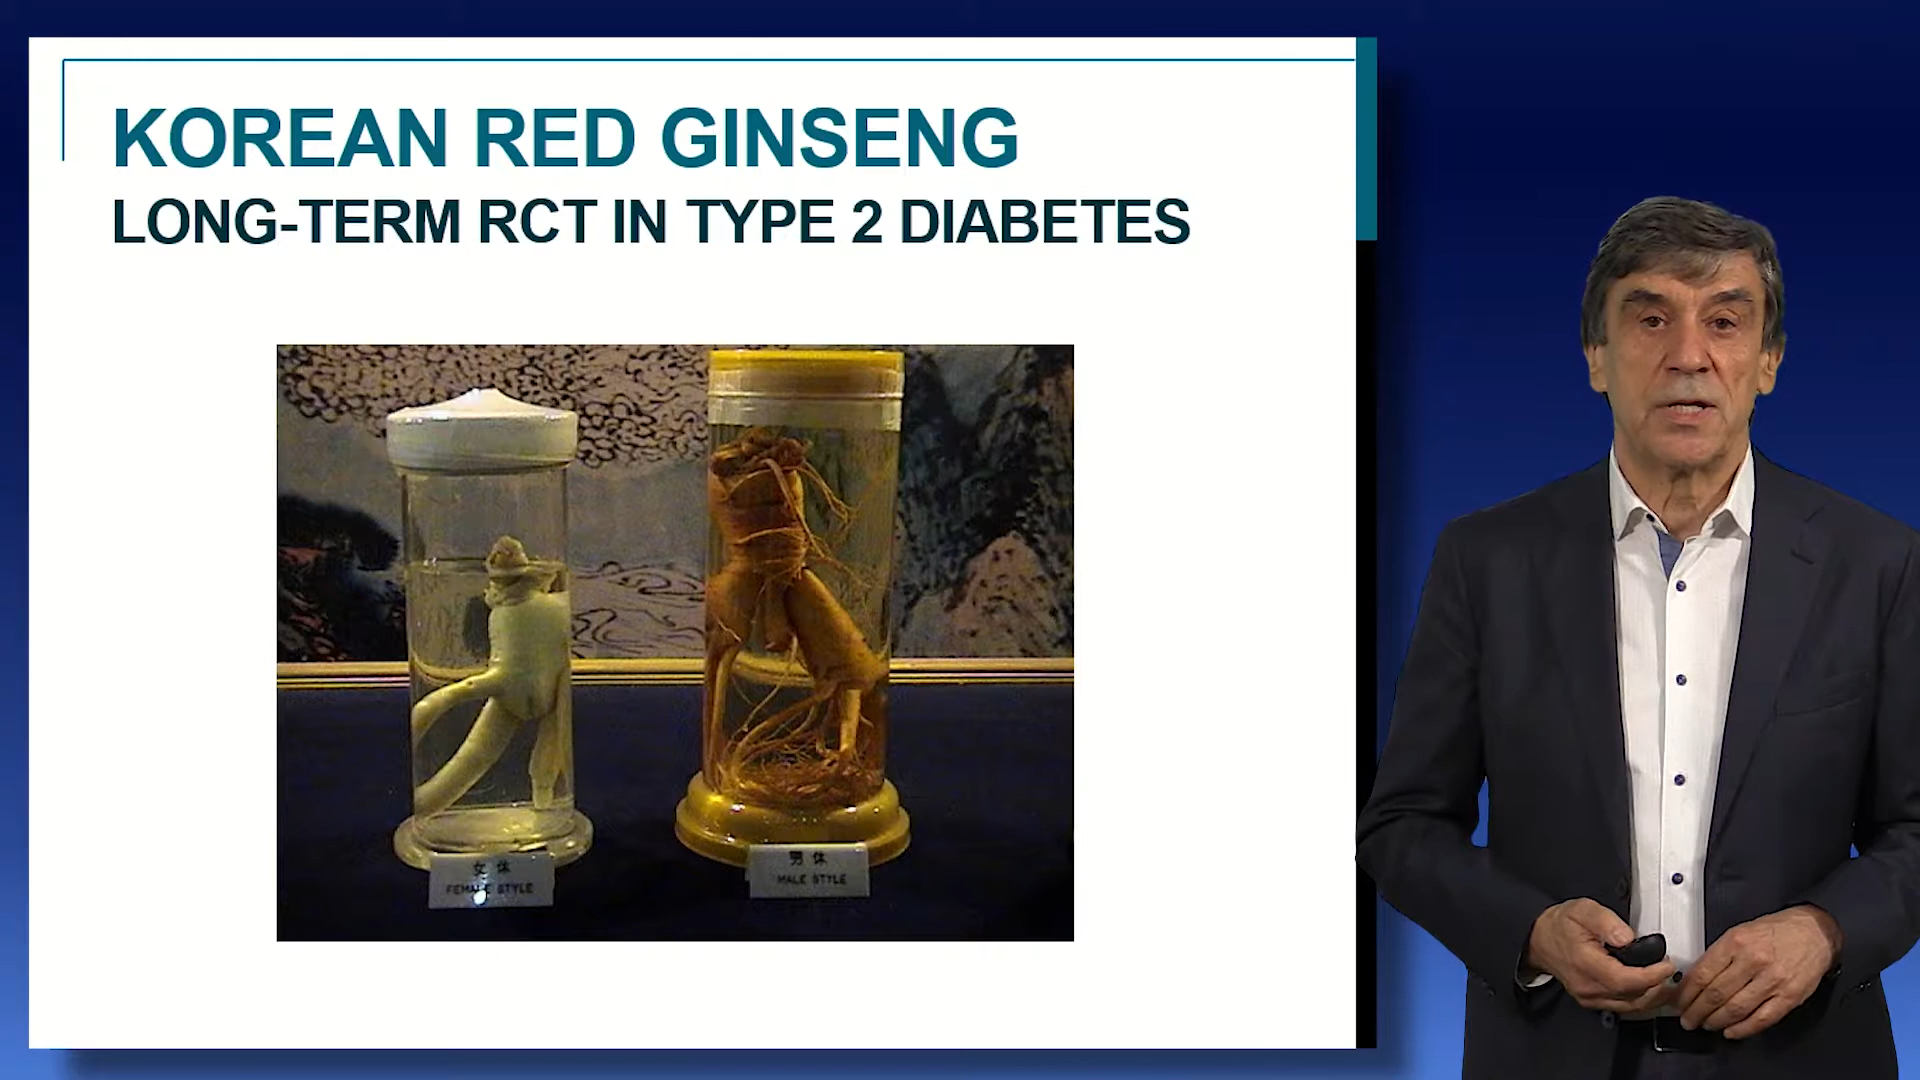 KOREAN RED GINSENG
LONG-TERM RCT IN TYPE 2 DIABETES
女体
FEMALE STYLE
男体
MALE STYLE